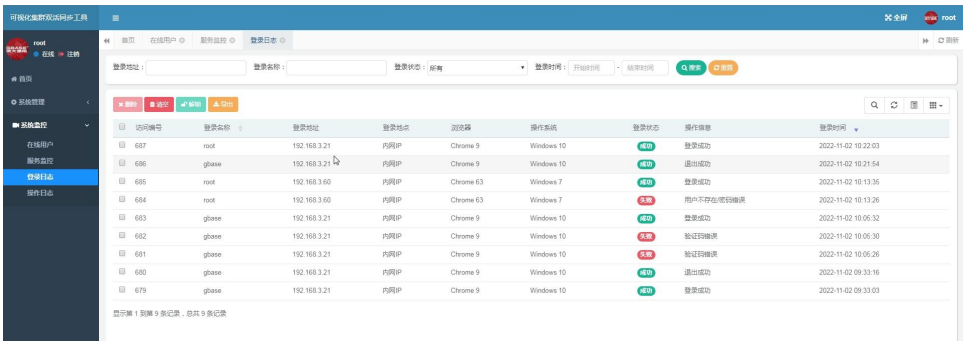 可视化集群双活同步工具 全屏 root
root
在线 注销
首页 在线用户 服务监控 登录日志 刷新
登录地址： 登录名称： 登录状态： 所有 登录时间： 开始时间 - 结束时间 搜索 重置
首页
系统管理
系统监控
在线用户
服务监控
登录日志
操作日志
删除 清空 解锁 导出
访问编号 登录名称 登录地址 登录地点 浏览器 操作系统 登录状态 操作信息 登录时间
687 root 192.168.3.21 内网IP Chrome 9 Windows 10 成功 登录成功 2022-11-02 10:22:03
686 gbase 192.168.3.21 内网IP Chrome 9 Windows 10 成功 退出成功 2022-11-02 10:21:54
685 root 192.168.3.60 内网IP Chrome 63 Windows 7 成功 登录成功 2022-11-02 10:13:35
684 root 192.168.3.60 内网IP Chrome 63 Windows 7 失败 用户不存在/密码错误 2022-11-02 10:13:26
683 gbase 192.168.3.21 内网IP Chrome 9 Windows 10 成功 登录成功 2022-11-02 10:05:32
682 gbase 192.168.3.21 内网IP Chrome 9 Windows 10 失败 验证码错误 2022-11-02 10:05:30
681 gbase 192.168.3.21 内网IP Chrome 9 Windows 10 失败 验证码错误 2022-11-02 10:05:26
680 gbase 192.168.3.21 内网IP Chrome 9 Windows 10 成功 退出成功 2022-11-02 09:33:16
679 gbase 192.168.3.21 内网IP Chrome 9 Windows 10 成功 登录成功 2022-11-02 09:33:03
显示第 1 到第 9 条记录，总共 9 条记录